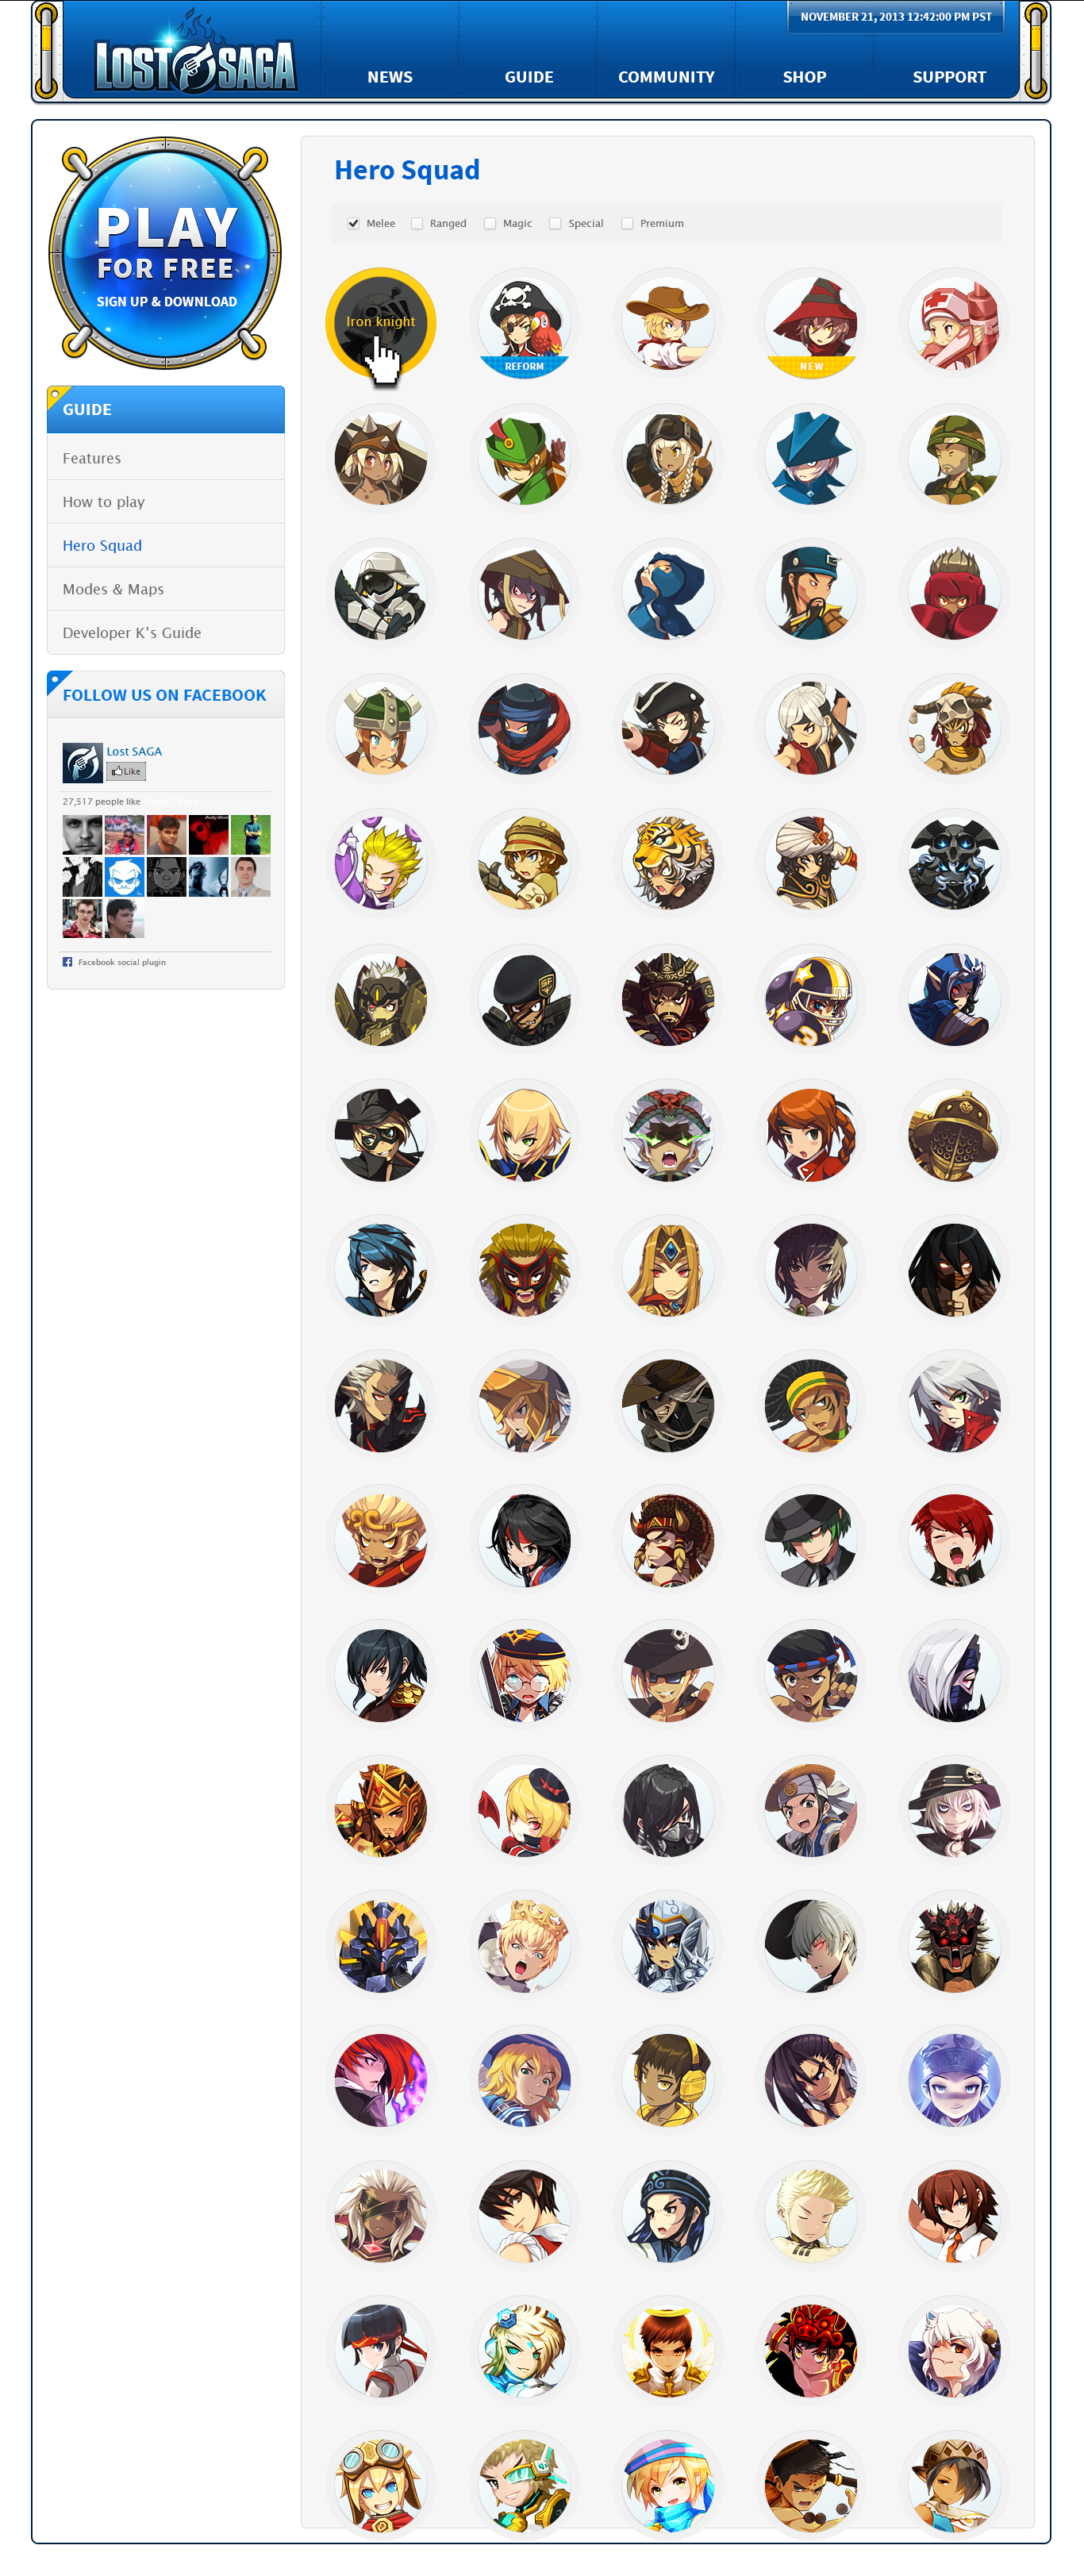 LOST SAGA
NOVEMBER 21, 2013 12:42:00 PM PST
NEWS
GUIDE
COMMUNITY
SHOP
SUPPORT
PLAY
FOR FREE
SIGN UP & DOWNLOAD
GUIDE
Features
How to play
Hero Squad
Modes & Maps
Developer K’s Guide
FOLLOW US ON FACEBOOK
Lost SAGA
Like
27,517 people like
Facebook social plugin
Hero Squad
Melee
Ranged
Magic
Special
Premium
Iron knight
REFORM
NEW